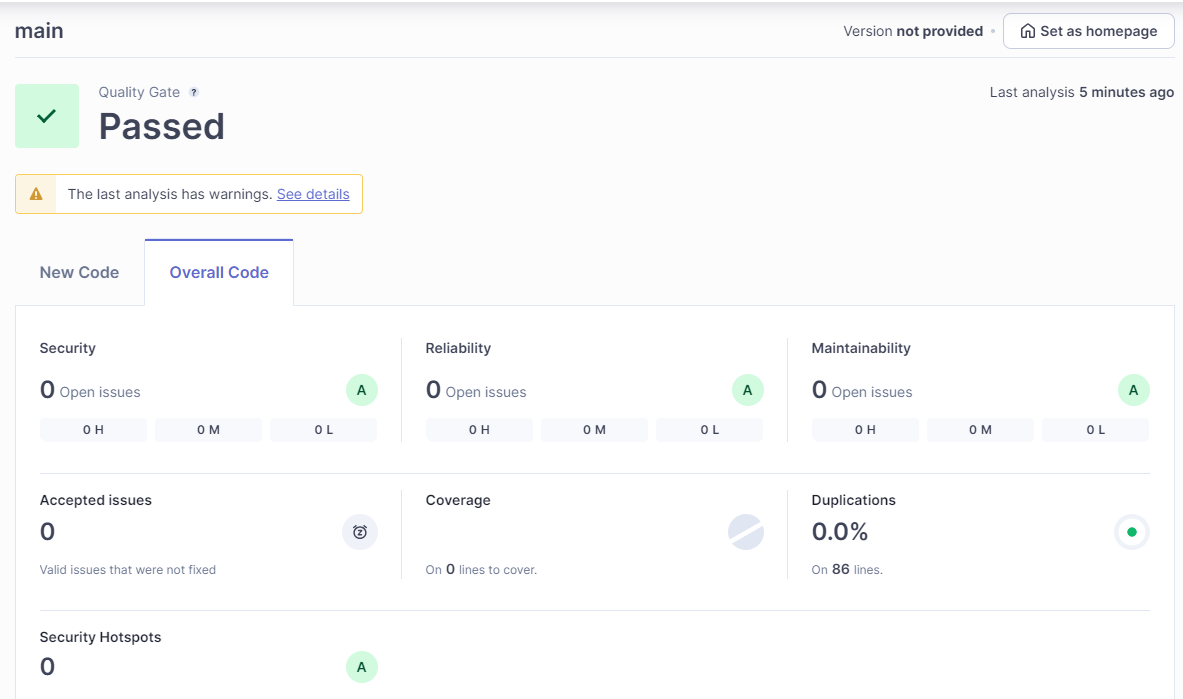 main
Version not provided • Set as homepage
Quality Gate ?
Last analysis 5 minutes ago
Passed
The last analysis has warnings. See details
New Code Overall Code
Security Reliability Maintainability
0 Open issues A 0 Open issues A 0 Open issues A
0 H 0 M 0 L 0 H 0 M 0 L 0 H 0 M 0 L
Accepted issues Coverage Duplications
0 0.0%
Valid issues that were not fixed On 0 lines to cover. On 86 lines.
Security Hotspots
0 A